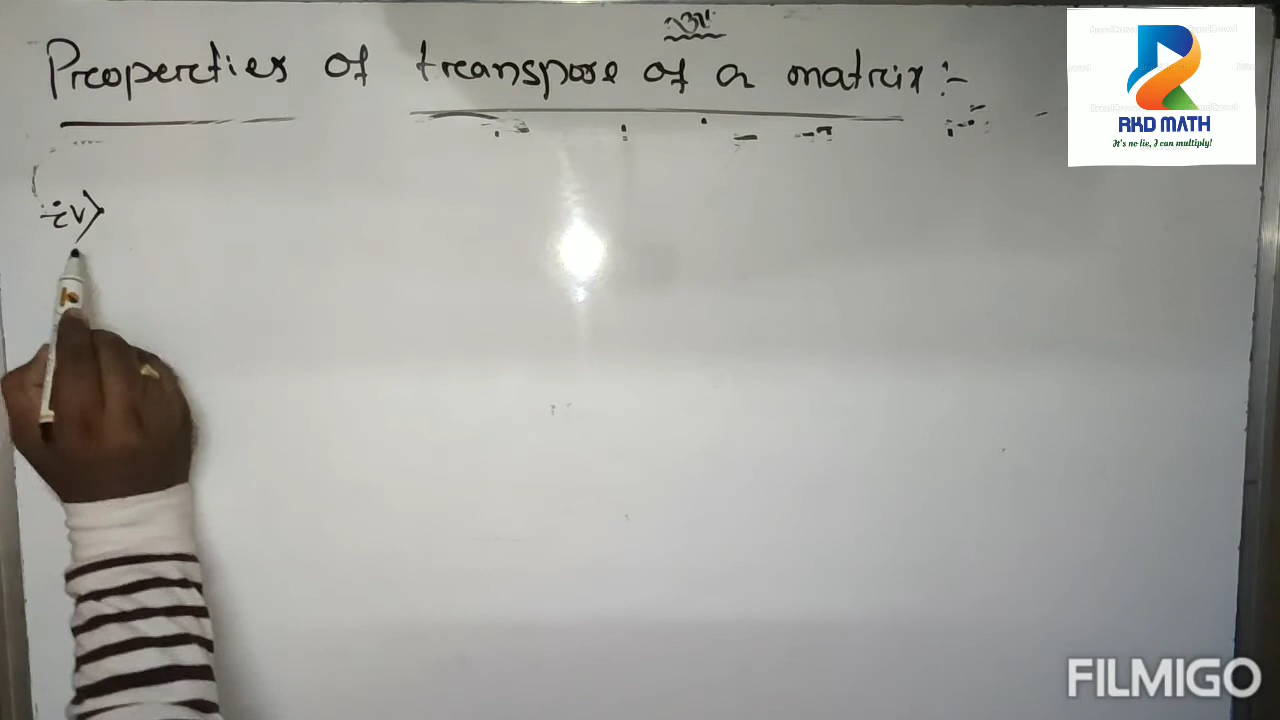 Properties of transpose of a matrix :-
iv)
RKD MATH
It's no lie, I can multiply!
FILMIGO